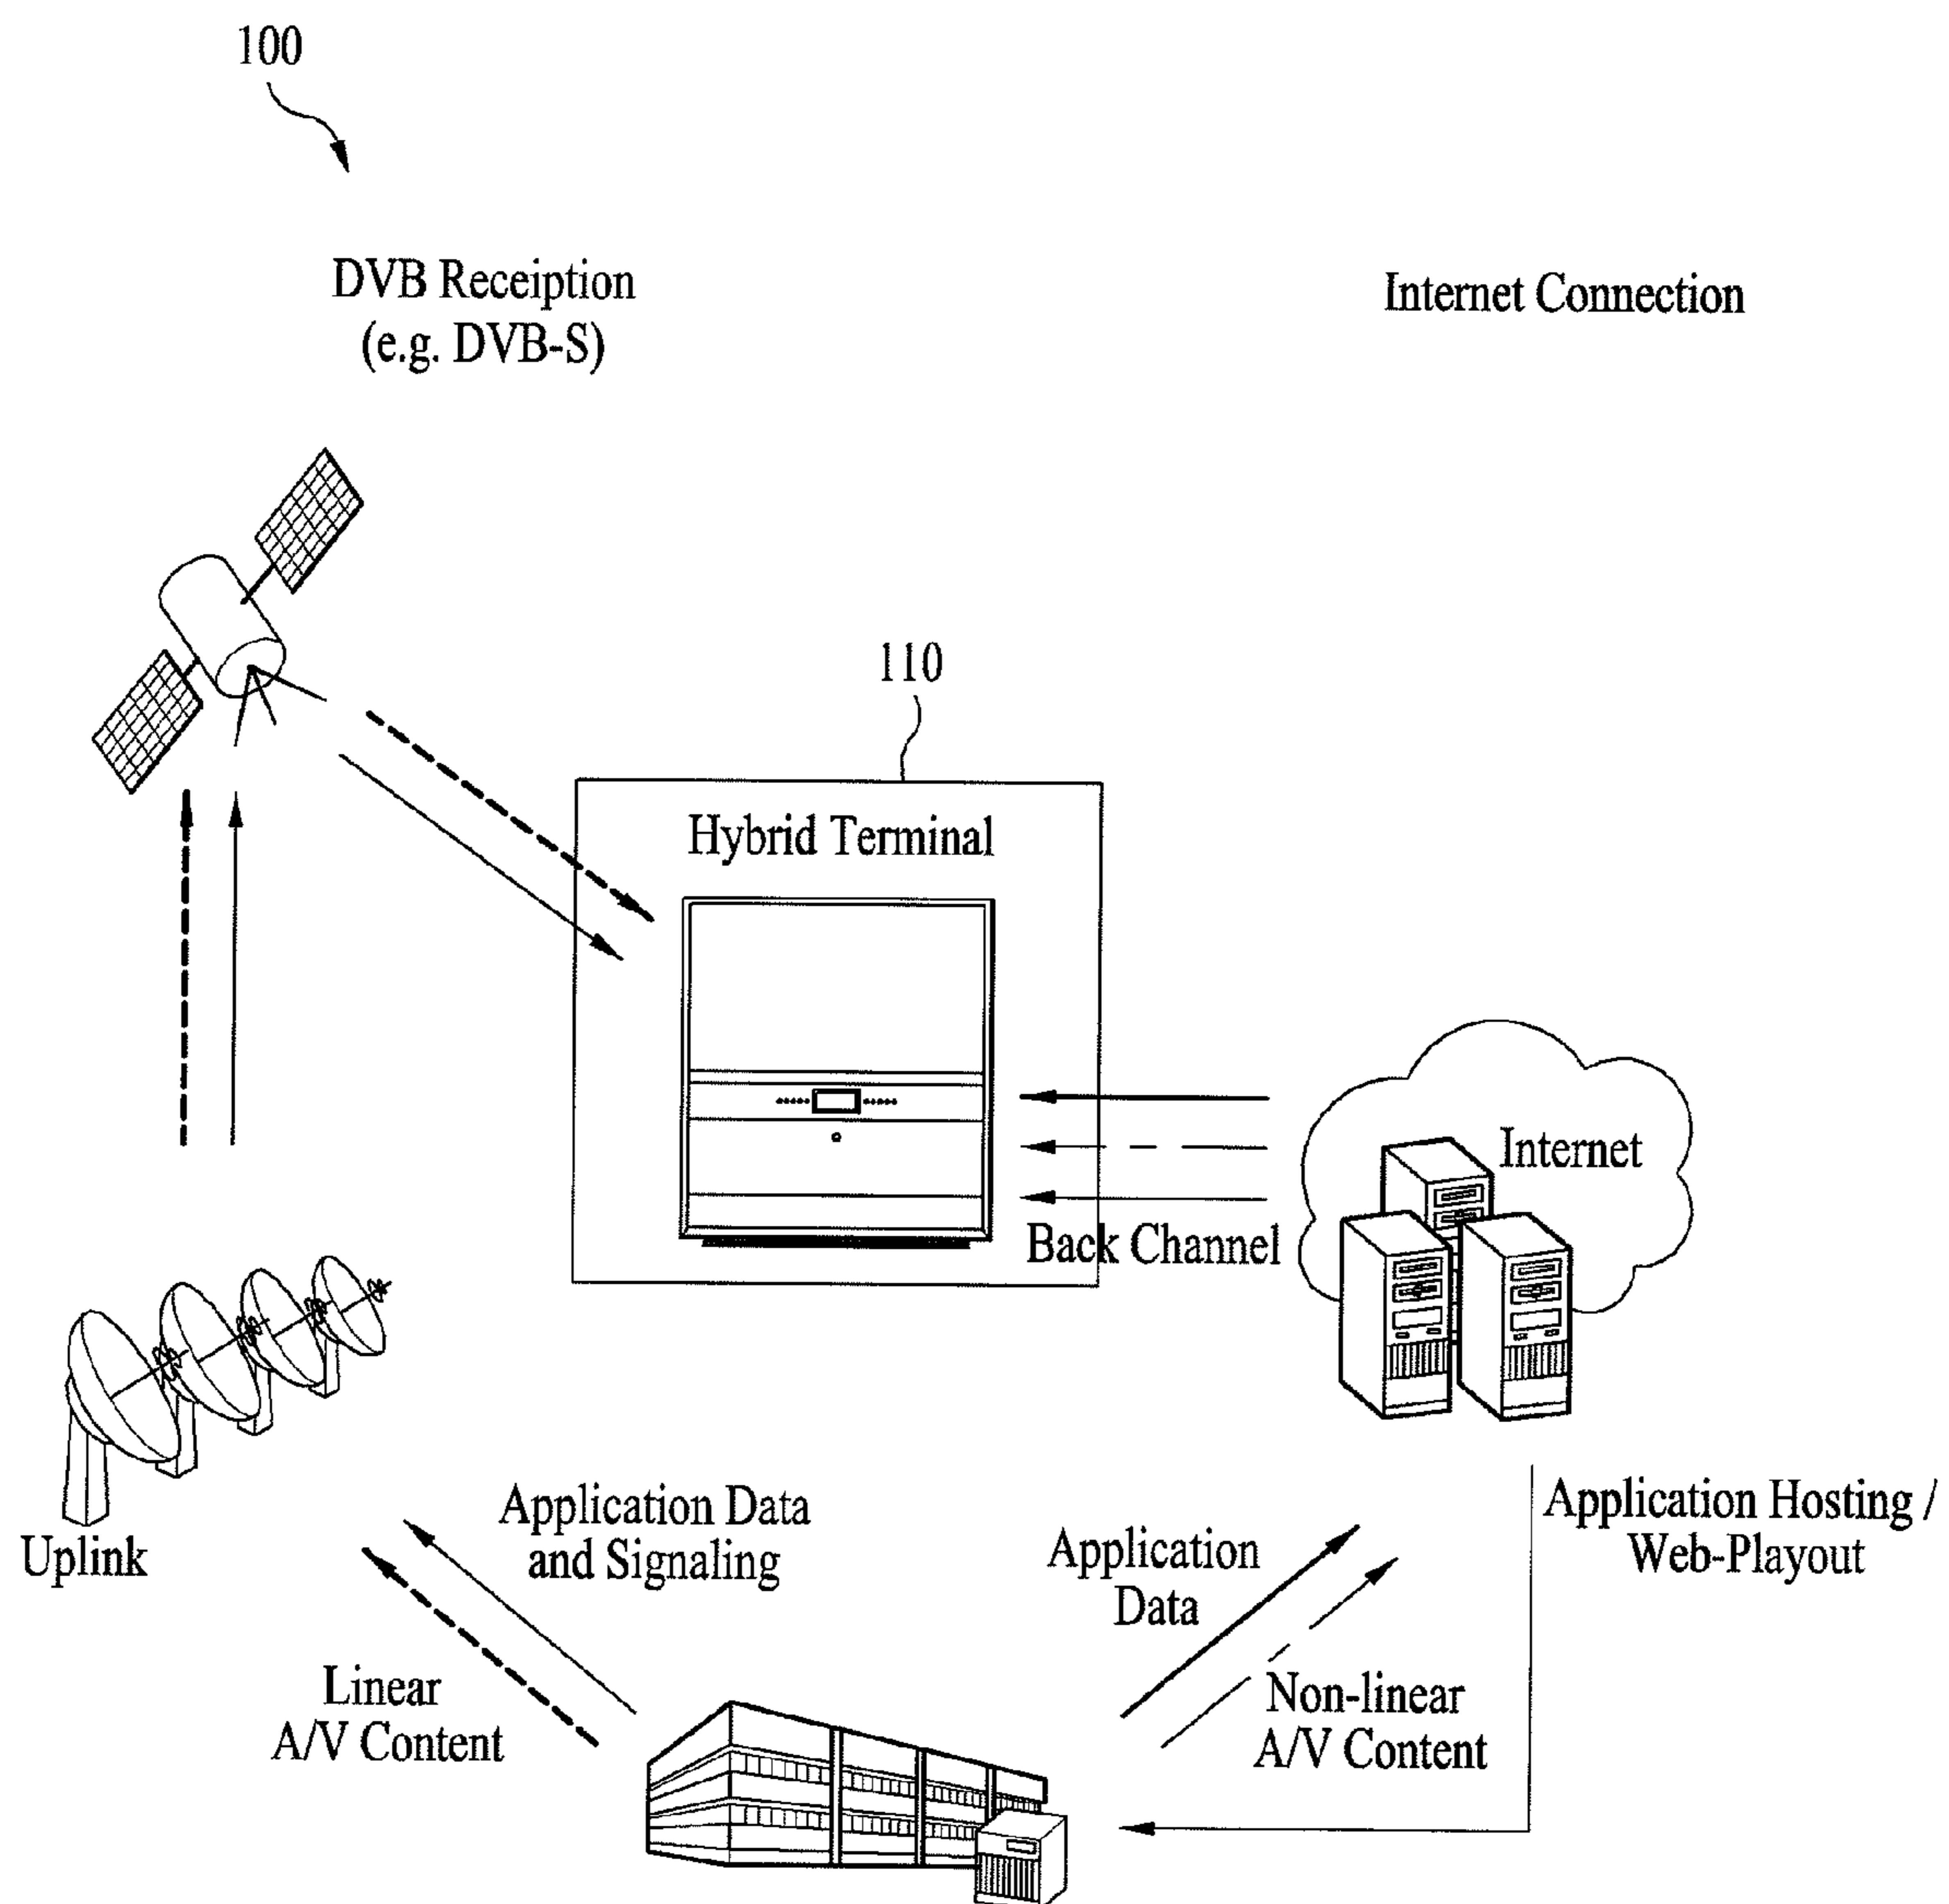 100
DVB Receiption
(e.g. DVB-S)
Internet Connection
110
Hybrid Terminal
Internet
Back Channel
Uplink
Application Data
and Signaling
Application
Data
Application Hosting /
Web-Playout
Linear
A/V Content
Non-linear
A/V Content